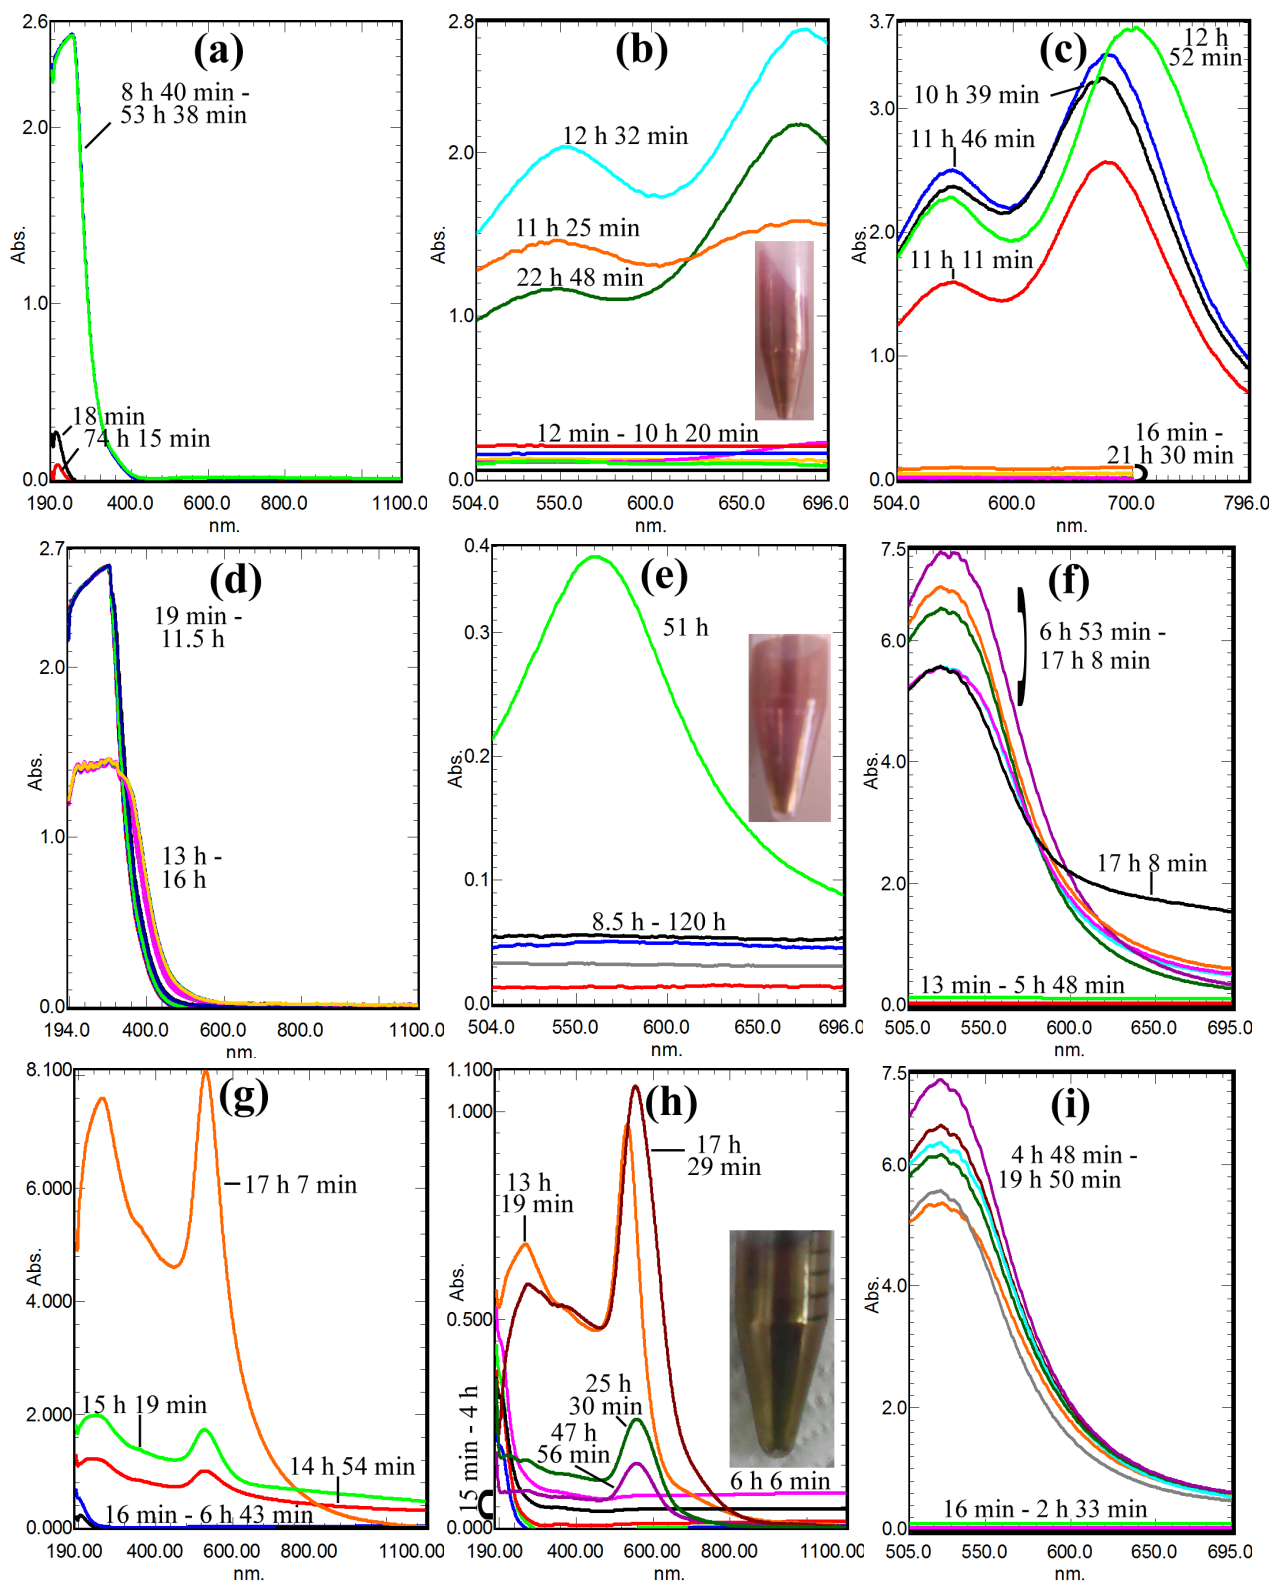 (a)
2.6
2.0
1.0
0.0
Abs.
8 h 40 min -
53 h 38 min
18 min
74 h 15 min
190.0
400.0
600.0
800.0
1100.0
nm.
(b)
2.8
2.0
1.0
0.0
Abs.
12 h 32 min
11 h 25 min
22 h 48 min
12 min - 10 h 20 min
504.0
550.0
600.0
650.0
696.0
nm.
(c)
3.7
3.0
2.0
1.0
0.0
Abs.
12 h
52 min
10 h 39 min
11 h 46 min
11 h 11 min
16 min -
21 h 30 min
504.0
600.0
700.0
796.0
nm.
(d)
2.7
2.0
1.0
0.0
Abs.
19 min -
11.5 h
13 h -
16 h
194.0
400.0
600.0
800.0
1100.0
nm.
(e)
0.4
0.3
0.2
0.1
0.0
Abs.
51 h
8.5 h - 120 h
504.0
550.0
600.0
650.0
696.0
nm.
(f)
7.5
6.0
4.0
2.0
0.0
Abs.
6 h 53 min -
17 h 8 min
17 h 8 min
13 min - 5 h 48 min
505.0
550.0
600.0
650.0
695.0
nm.
(g)
8.100
6.000
4.000
2.000
0.000
Abs.
17 h 7 min
15 h 19 min
14 h 54 min
16 min - 6 h 43 min
190.00
400.00
600.00
800.00
1100.00
nm.
(h)
1.100
1.000
0.500
0.000
Abs.
15 min - 4 h
17 h
29 min
13 h
19 min
25 h
30 min
47 h
56 min
6 h 6 min
190.00
400.00
600.00
800.00
1100.00
nm.
(i)
7.5
6.0
4.0
2.0
0.0
Abs.
4 h 48 min -
19 h 50 min
16 min - 2 h 33 min
505.0
550.0
600.0
650.0
695.0
nm.